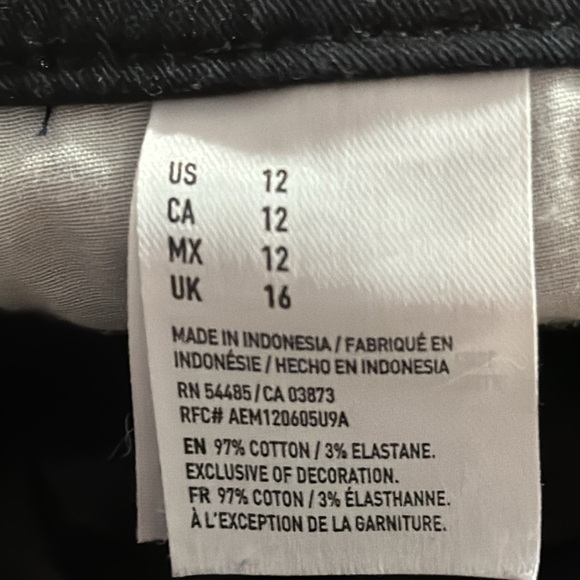 US 12
CA 12
MX 12
UK 16
MADE IN INDONESIA / FABRIQUÉ EN
INDONÉSIE / HECHO EN INDONESIA
RN 54485 / CA 03873
RFC# AEM120605U9A
EN 97% COTTON / 3% ELASTANE.
EXCLUSIVE OF DECORATION.
FR 97% COTON / 3% ÉLASTHANNE.
À L'EXCEPTION DE LA GARNITURE.